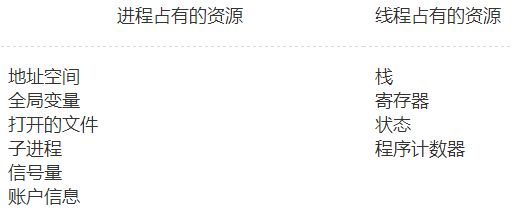 进程占有的资源 线程占有的资源
地址空间 栈
全局变量 寄存器
打开的文件 状态
子进程 程序计数器
信号量
账户信息